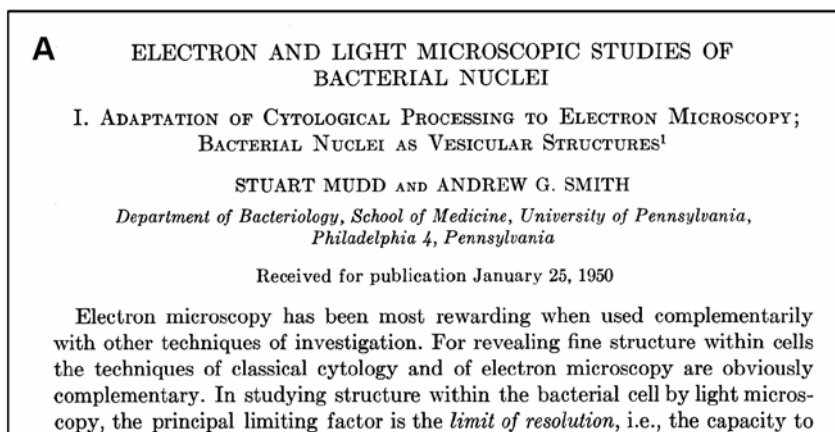 A
ELECTRON AND LIGHT MICROSCOPIC STUDIES OF
BACTERIAL NUCLEI
I. ADAPTATION OF CYTOLOGICAL PROCESSING TO ELECTRON MICROSCOPY;
BACTERIAL NUCLEI AS VESICULAR STRUCTURES¹
STUART MUDD AND ANDREW G. SMITH
Department of Bacteriology, School of Medicine, University of Pennsylvania,
Philadelphia 4, Pennsylvania
Received for publication January 25, 1950
Electron microscopy has been most rewarding when used complementarily
with other techniques of investigation. For revealing fine structure within cells
the techniques of classical cytology and of electron microscopy are obviously
complementary. In studying structure within the bacterial cell by light micros-
copy, the principal limiting factor is the limit of resolution, i.e., the capacity to